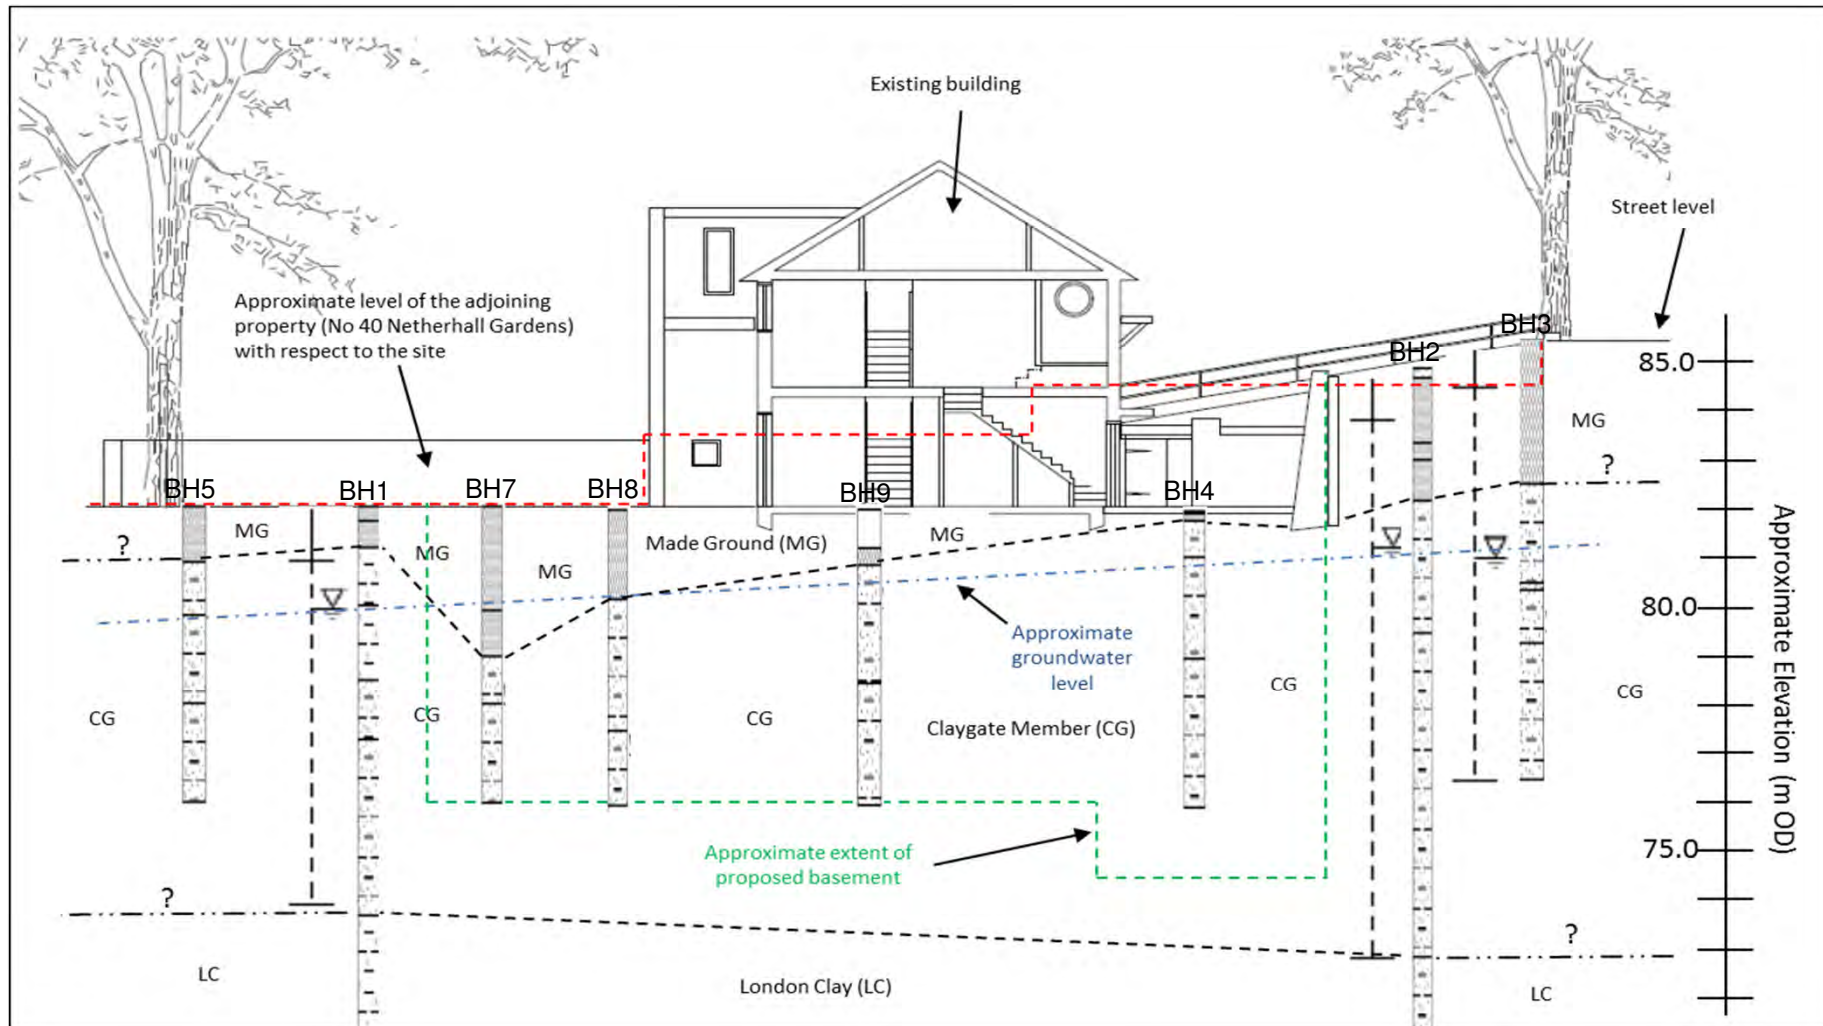 Existing building
Street level
Approximate level of the adjoining
property (No 40 Netherhall Gardens)
with respect to the site
BH3
BH2
85.0
MG
?
BH5
BH1
BH7
BH8
BH9
BH4
MG
?
MG
MG
Made Ground (MG)
MG
80.0
Approximate
groundwater
level
CG
CG
CG
CG
Claygate Member (CG)
CG
Approximate Elevation (m OD)
Approximate extent of
proposed basement
75.0
?
?
LC
London Clay (LC)
LC